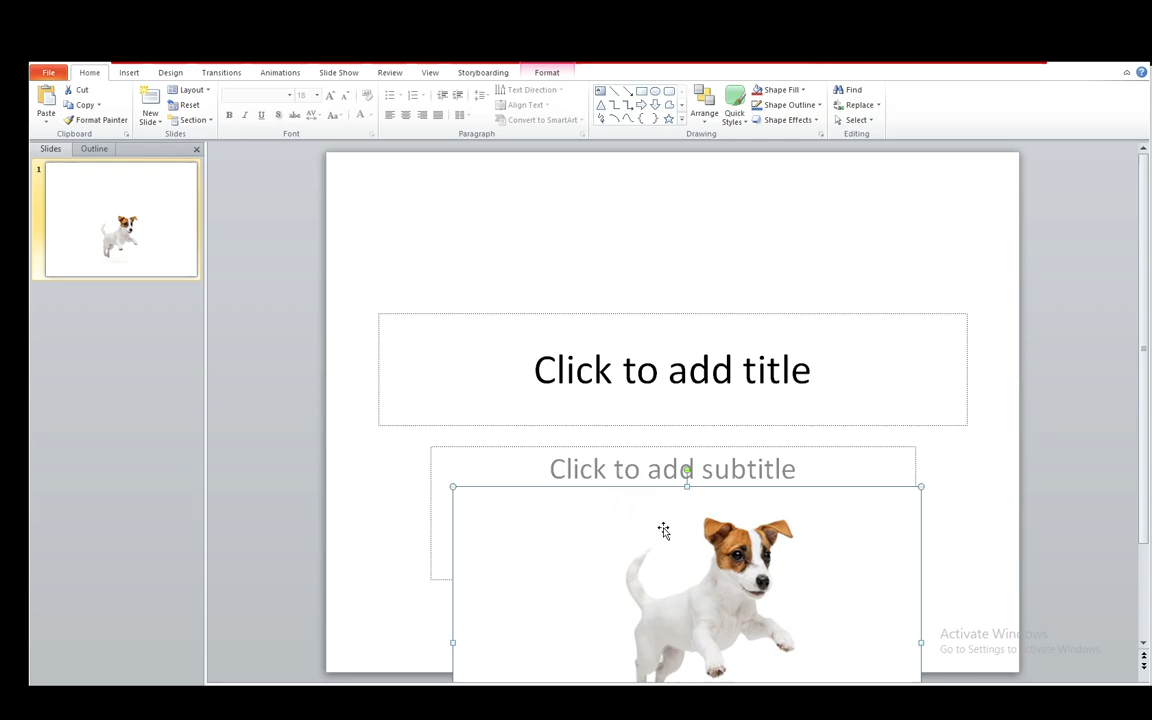 File Home Insert Design Transitions Animations Slide Show Review View Storyboarding Format
Cut Layout Shape Fill Find
Copy Reset 18 Text Direction Shape Outline Replace
Paste Format Painter New Slide Section Align Text Arrange Quick Styles Shape Effects Select
B I U S abc AV Aa A Convert to SmartArt
Clipboard Slides Font Paragraph Drawing Editing
Slides Outline
1
Click to add title
Click to add subtitle
Activate Windows
Go to Settings to activate Windows.